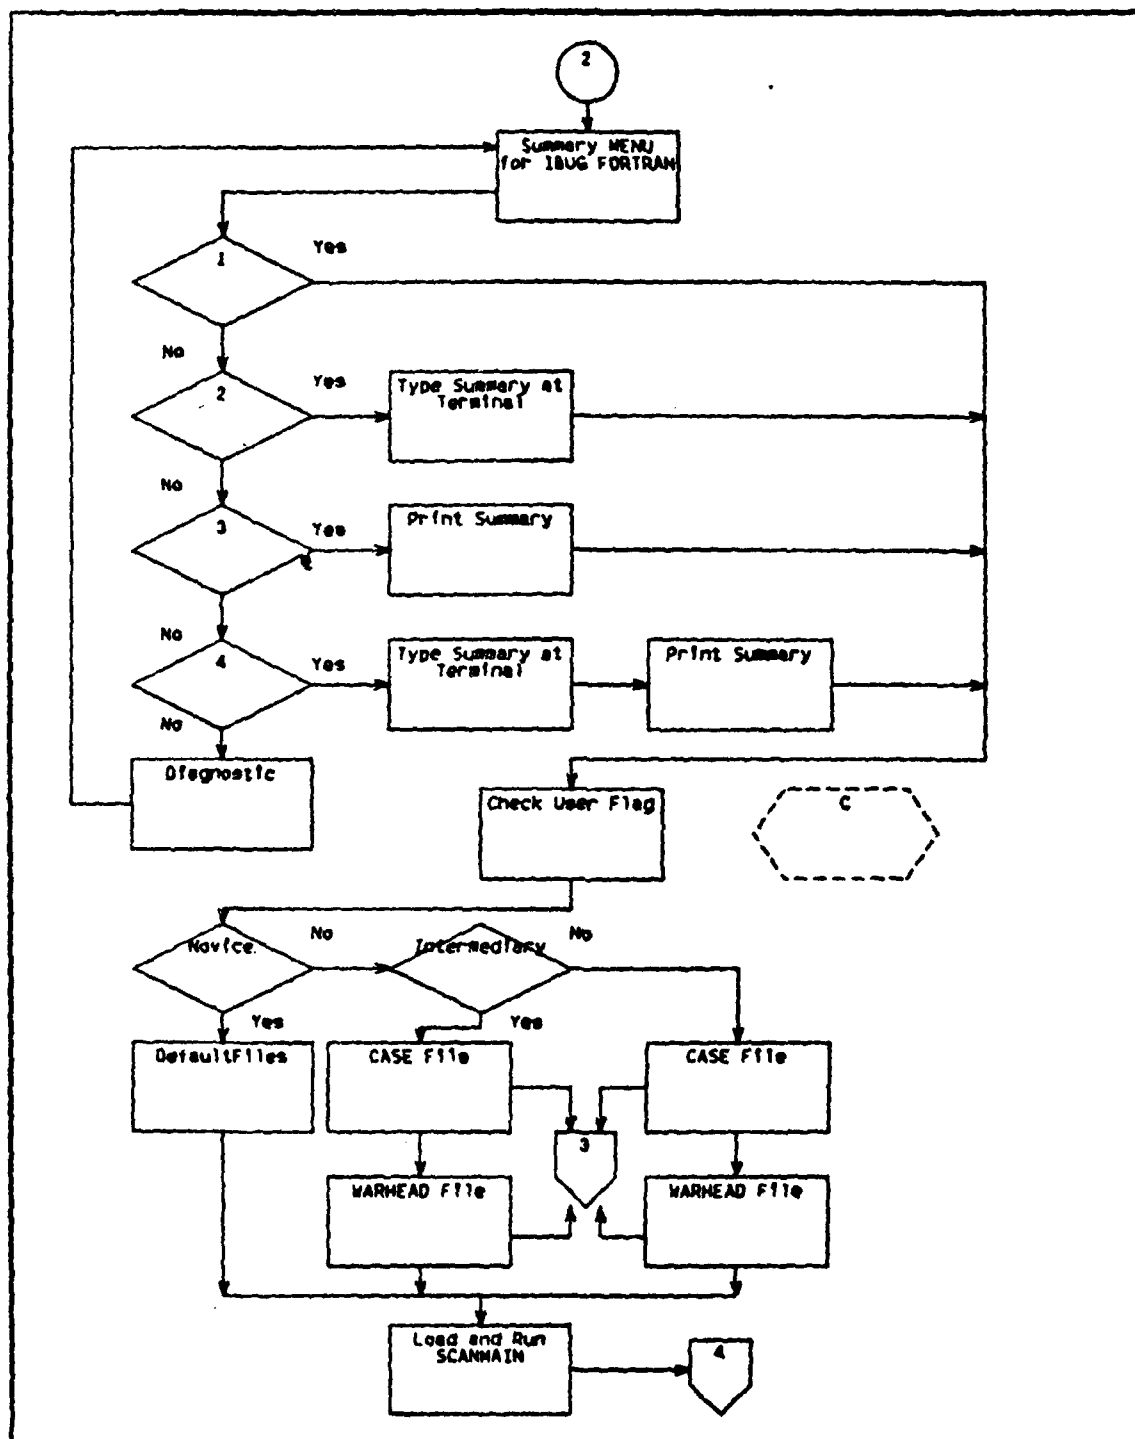 2
Summary MENU
for IBUG FORTRAN
1
Yes
No
2
Yes
Type Summary at
Terminal
No
3
Yes
Print Summary
No
4
Yes
Type Summary at
Terminal
Print Summary
No
Diagnostic
Check User Flag
C
Novice
No
Intermediary
No
Yes
Yes
DefaultFiles
CASE File
CASE File
3
WARHEAD File
WARHEAD File
Load and Run
SCANMAIN
4